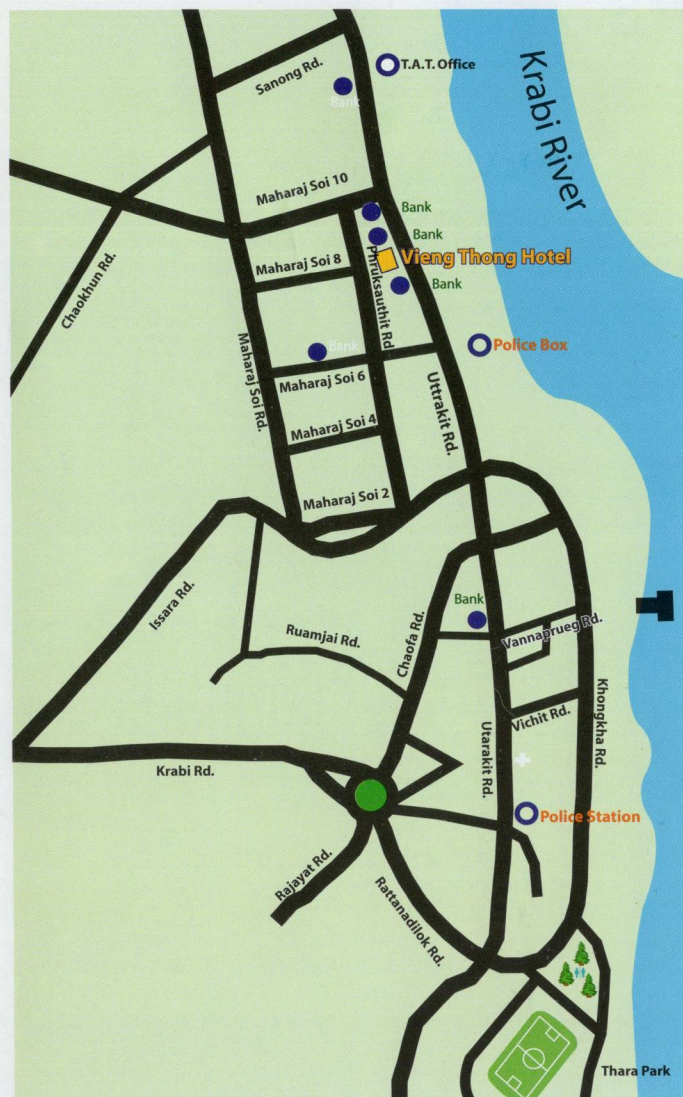 Krabi River
T.A.T. Office
Sanong Rd.
Bank
Maharaj Soi 10
Bank
Bank
Vieng Thong Hotel
Maharaj Soi 8
Bank
Phruksauthit Rd
Chaokhun Rd.
Bank
Police Box
Maharaj Soi Rd.
Maharaj Soi 6
Uttrakit Rd.
Maharaj Soi 4
Maharaj Soi 2
Issara Rd.
Bank
Ruamjai Rd.
Chaofa Rd.
Vannaprueg Rd.
Khongkha Rd.
Vichit Rd.
Utarakit Rd.
Krabi Rd.
Police Station
Rajayat Rd.
Rattanadilok Rd.
Thara Park